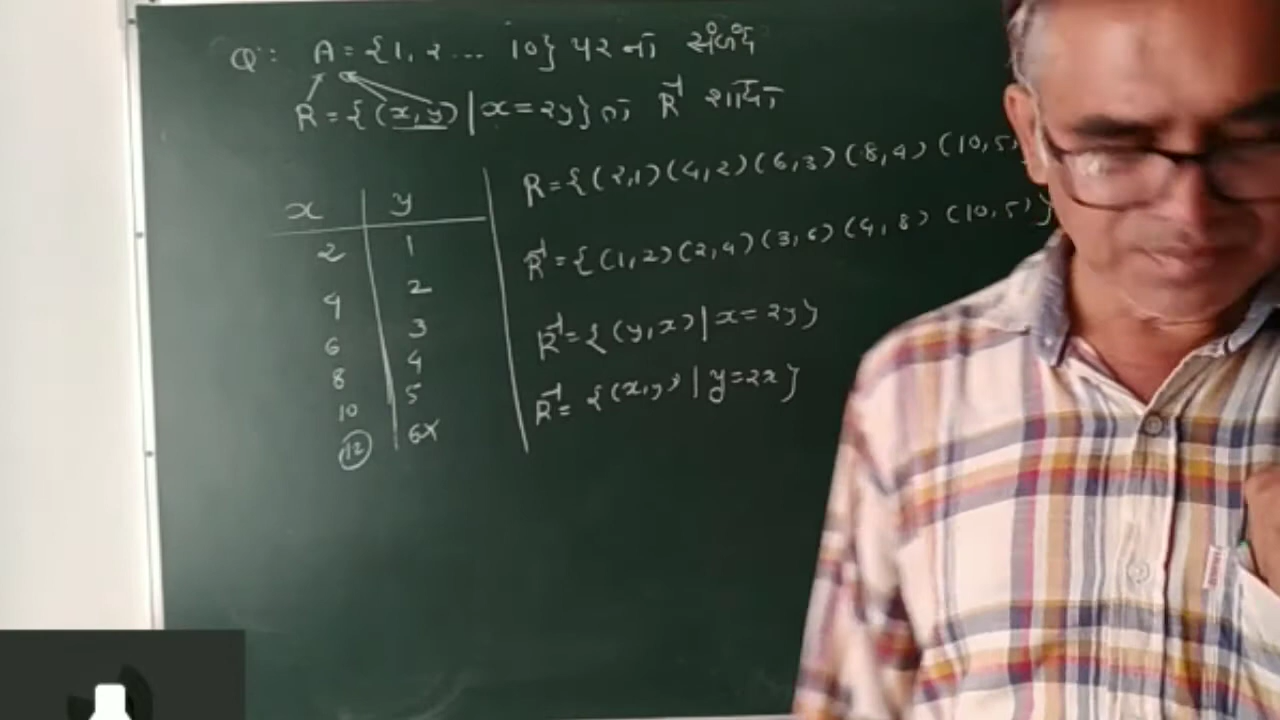 Q: A = {1, 2 ... 10} પર નો સંબંધ
R = {(x, y) | x = 2y} નો R⁻¹ શોધો
x y
2 1
4 2
6 3
8 4
10 5
12 6×
R = {(2,1) (4,2) (6,3) (8,4) (10,5)
R⁻¹ = {(1,2) (2,4) (3,6) (4,8) (10,5)}
R⁻¹ = {(y,x) | x = 2y}
R⁻¹ = {(x,y) | y = 2x}